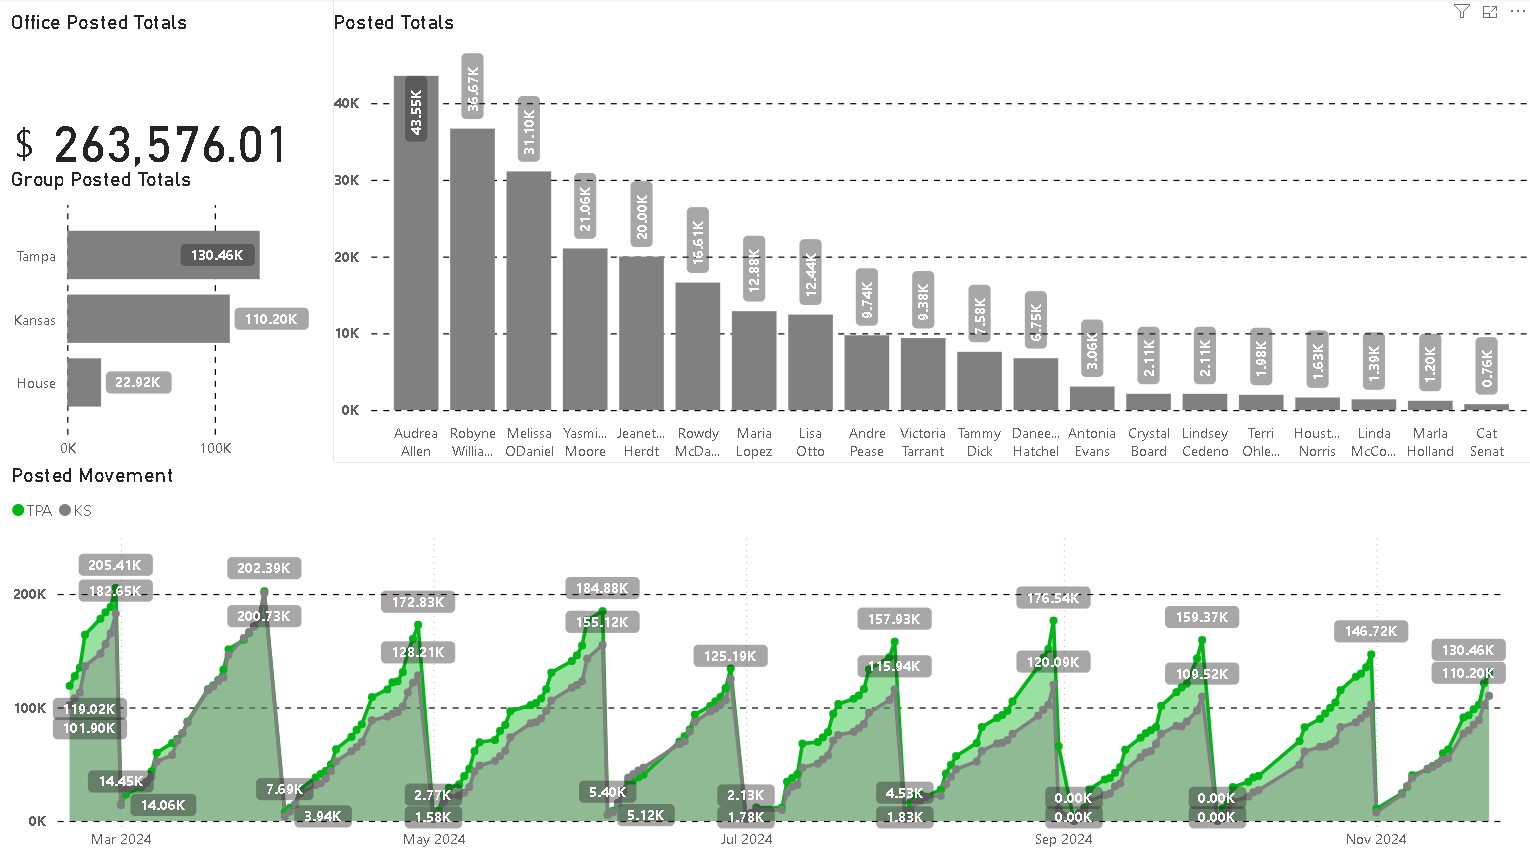 Office Posted Totals
$ 263,576.01
Group Posted Totals
Tampa
130.46K
Kansas
110.20K
House
22.92K
0K
100K
Posted Totals
40K
30K
20K
10K
0K
43.55K
36.67K
31.10K
21.06K
20.00K
16.61K
12.88K
12.44K
9.74K
9.38K
7.58K
6.75K
3.06K
2.11K
2.11K
1.98K
1.63K
1.39K
1.20K
0.76K
Audrea Allen
Robyne Willia...
Melissa ODaniel
Yasmi... Moore
Jeanet... Herdt
Rowdy McDa...
Maria Lopez
Lisa Otto
Andre Pease
Victoria Tarrant
Tammy Dick
Danee... Hatchel
Antonia Evans
Crystal Board
Lindsey Cedeno
Terri Ohle...
Houst... Norris
Linda McCo...
Marla Holland
Cat Senat
Posted Movement
TPA KS
200K
100K
0K
205.41K
182.65K
119.02K
101.90K
14.45K
14.06K
202.39K
200.73K
7.69K
3.94K
172.83K
128.21K
2.77K
1.58K
184.88K
155.12K
5.40K
5.12K
125.19K
2.13K
1.78K
157.93K
115.94K
4.53K
1.83K
176.54K
120.09K
0.00K
0.00K
159.37K
109.52K
0.00K
0.00K
146.72K
130.46K
110.20K
Mar 2024
May 2024
Jul 2024
Sep 2024
Nov 2024